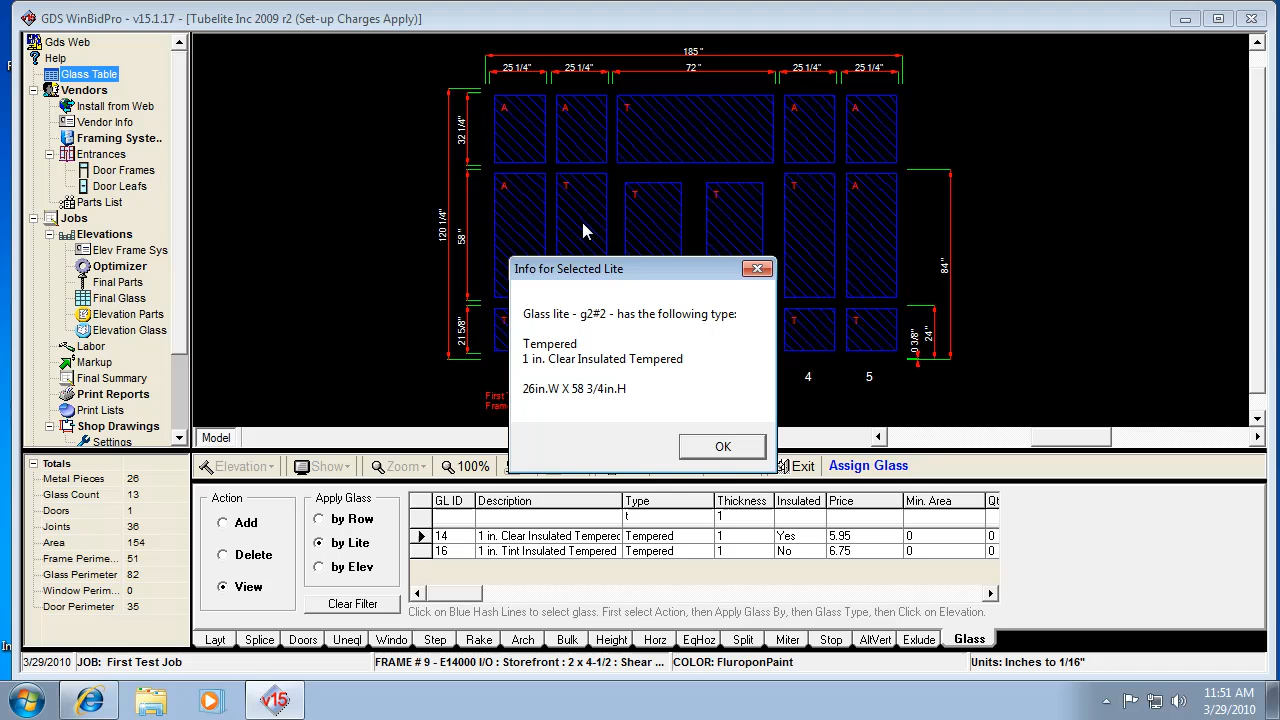 GDS WinBidPro - v15.1.17 - [Tubelite Inc 2009 r2 (Set-up Charges Apply)]
Gds Web
Help
Glass Table
Vendors
Install from Web
Vendor Info
Framing Syste..
Entrances
Door Frames
Door Leafs
Parts List
Jobs
Elevations
Elev Frame Sys
Optimizer
Final Parts
Final Glass
Elevation Parts
Elevation Glass
Labor
Markup
Final Summary
Print Reports
Print Lists
Shop Drawings
Settings
185 "
25 1/4" 25 1/4" 72 " 25 1/4" 25 1/4"
A A T A A
32 1/4"
A T T T T A
120 1/4"
58 "
84 "
T T T
21 5/8"
0 3/8"
24 "
4 5
First
Fram
Info for Selected Lite
Glass lite - g2#2 - has the following type:
Tempered
1 in. Clear Insulated Tempered
26in.W X 58 3/4in.H
OK
Model
Elevation Show Zoom 100% Exit Assign Glass
Totals
Metal Pieces 26
Glass Count 13
Doors 1
Joints 36
Area 154
Frame Perime... 51
Glass Perimeter 82
Window Perim... 0
Door Perimeter 35
Action
Add
Delete
View
Apply Glass
by Row
by Lite
by Elev
Clear Filter
GL ID Description Type Thickness Insulated Price Min. Area Qt
t 1
14 1 in. Clear Insulated Tempered Tempered 1 Yes 5.95 0 0
16 1 in. Tint Insulated Tempered Tempered 1 No 6.75 0 0
Click on Blue Hash Lines to select glass. First select Action, then Apply Glass By, then Glass Type, then Click on Elevation.
Layt Splice Doors Uneql Windo Step Rake Arch Bulk Height Horz EqHoz Split Miter Stop AltVert Exlude Glass
3/29/2010 JOB: First Test Job FRAME # 9 - E14000 I/O : Storefront : 2 x 4-1/2 : Shear ... COLOR: FluroponPaint Units: Inches to 1/16"
v15
11:51 AM
3/29/2010